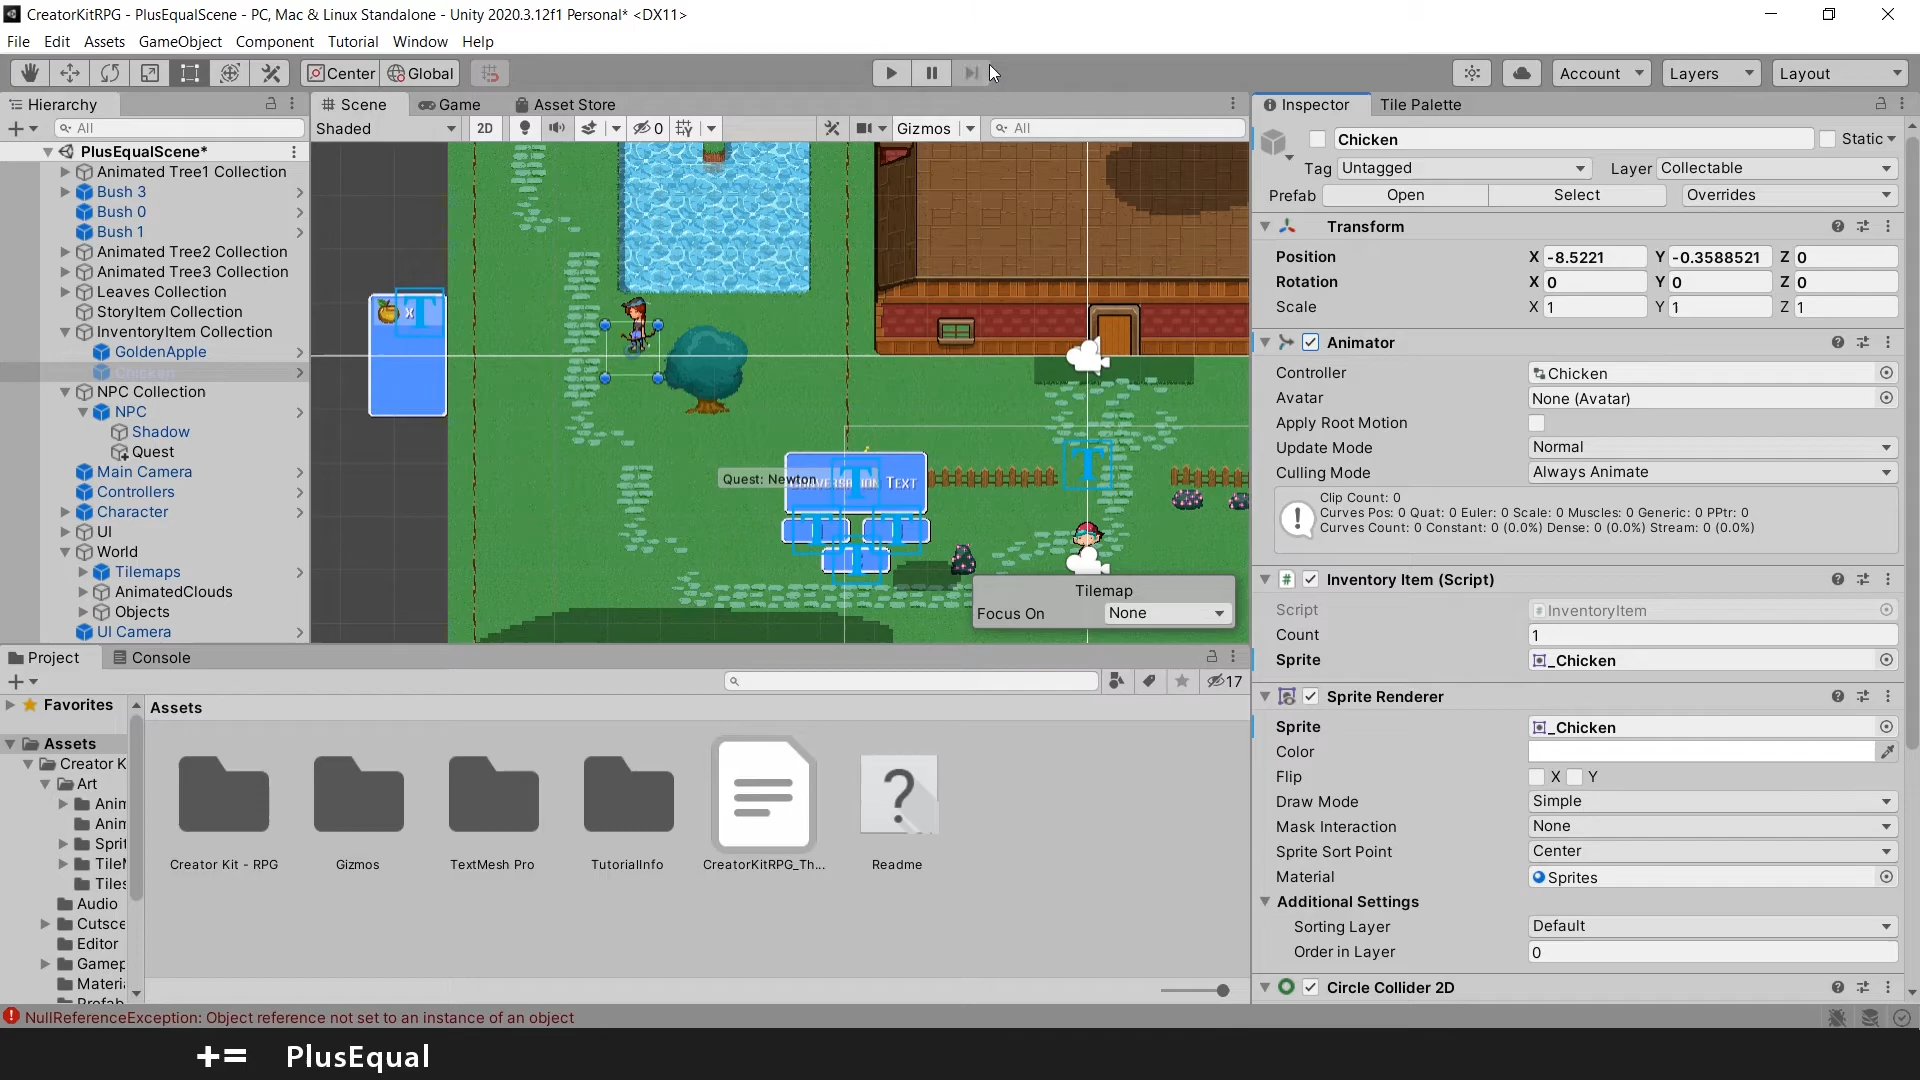 CreatorKitRPG - PlusEqualScene - PC, Mac & Linux Standalone - Unity 2020.3.12f1 Personal* <DX11>
File Edit Assets GameObject Component Tutorial Window Help
Center Global Account Layers Layout
Hierarchy
All
PlusEqualScene*
Animated Tree1 Collection
Bush 3
Bush 0
Bush 1
Animated Tree2 Collection
Animated Tree3 Collection
Leaves Collection
StoryItem Collection
InventoryItem Collection
GoldenApple
Chicken
NPC Collection
NPC
Shadow
Quest
Main Camera
Controllers
Character
UI
World
Tilemaps
AnimatedClouds
Objects
UI Camera
Scene Game Asset Store
Shaded 2D 0 Gizmos All
X
Quest: Newton
Conversation Text
Tilemap
Focus On None
Inspector Tile Palette
Chicken Static
Tag Untagged Layer Collectable
Prefab Open Select Overrides
Transform
Position X -8.5221 Y -0.3588521 Z 0
Rotation X 0 Y 0 Z 0
Scale X 1 Y 1 Z 1
Animator
Controller Chicken
Avatar None (Avatar)
Apply Root Motion
Update Mode Normal
Culling Mode Always Animate
Clip Count: 0
Curves Pos: 0 Quat: 0 Euler: 0 Scale: 0 Muscles: 0 Generic: 0 PPtr: 0
Curves Count: 0 Constant: 0 (0.0%) Dense: 0 (0.0%) Stream: 0 (0.0%)
Inventory Item (Script)
Script InventoryItem
Count 1
Sprite _Chicken
Sprite Renderer
Sprite _Chicken
Color
Flip X Y
Draw Mode Simple
Mask Interaction None
Sprite Sort Point Center
Material Sprites
Additional Settings
Sorting Layer Default
Order in Layer 0
Circle Collider 2D
Project Console
17
Favorites
Assets
Creator K
Art
Anim
Anim
Sprit
TileM
Tiles
Audio
Cutsce
Editor
Gamep
Materia
Prefab
Assets
Creator Kit - RPG
Gizmos
TextMesh Pro
TutorialInfo
CreatorKitRPG_Th...
Readme
NullReferenceException: Object reference not set to an instance of an object
+= PlusEqual